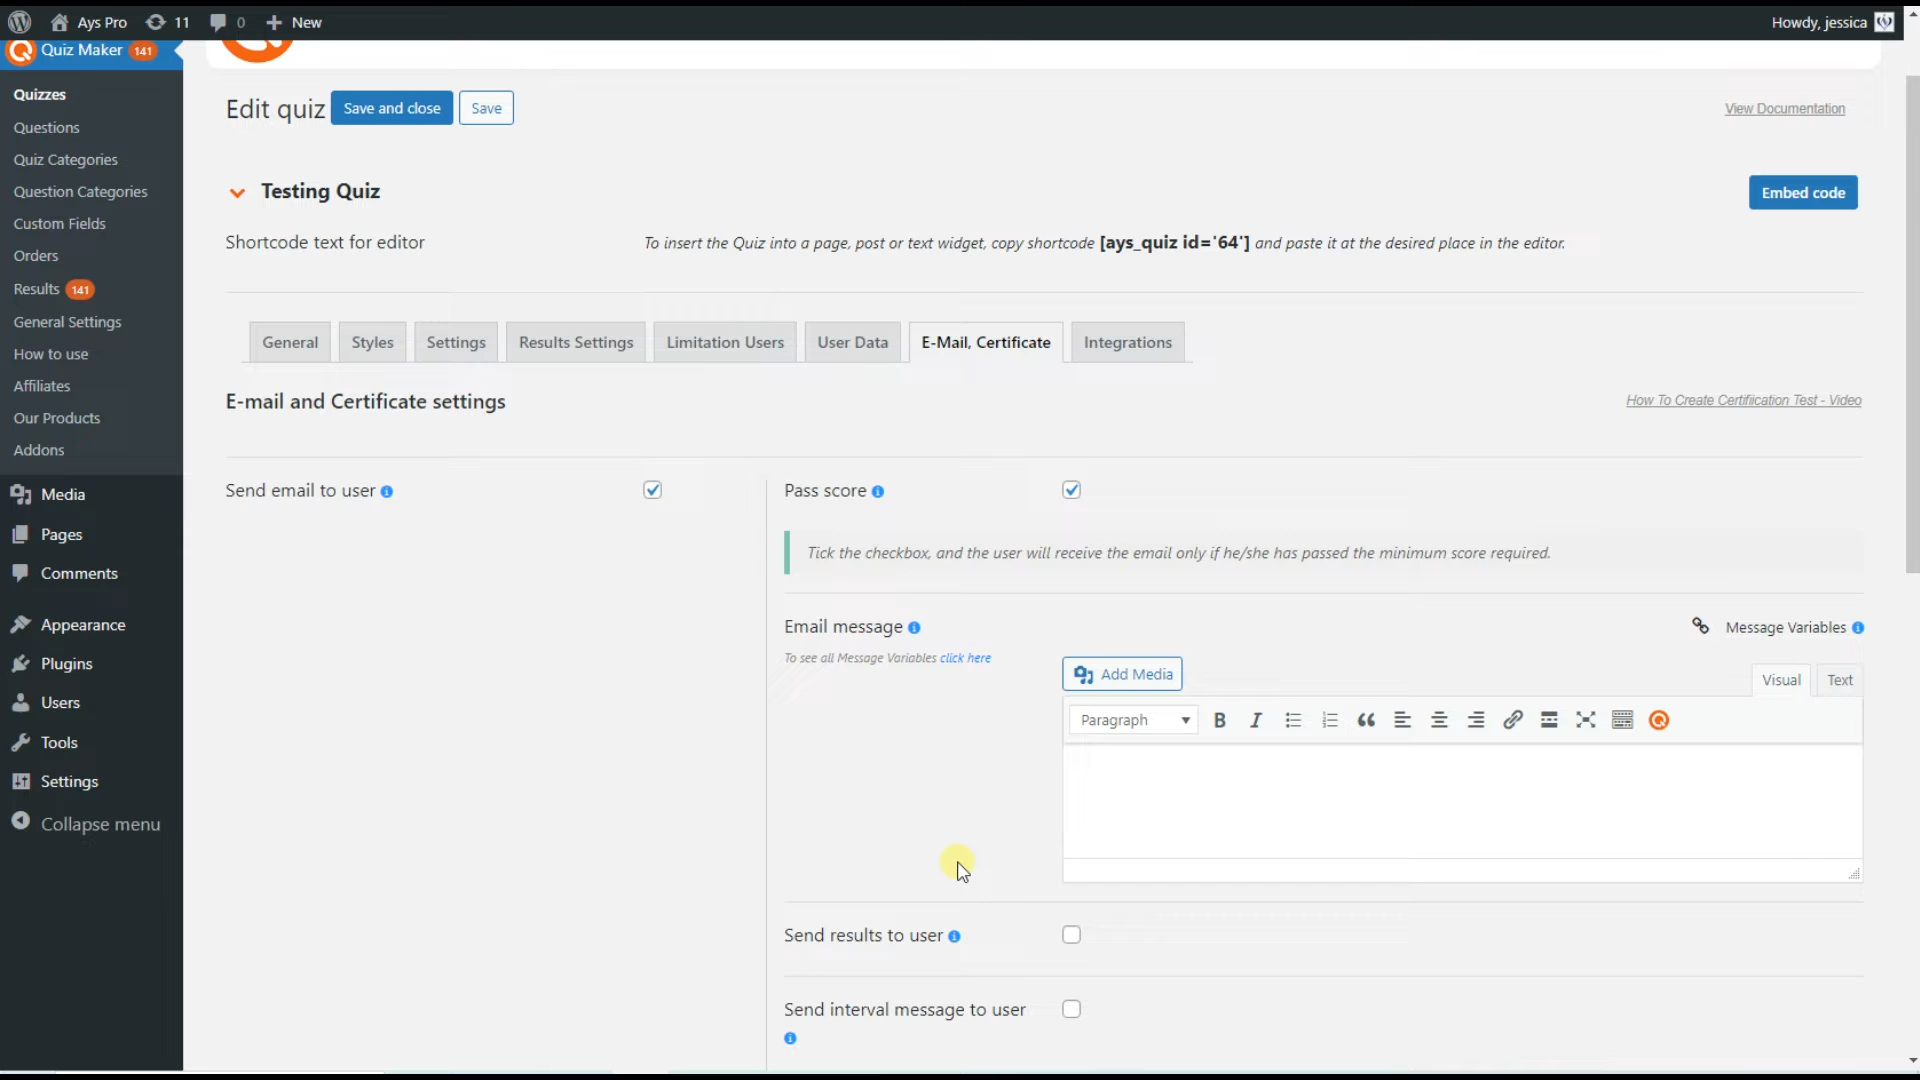 Ays Pro 11 0 New Howdy, jessica
Quiz Maker 141
Quizzes
Questions
Quiz Categories
Question Categories
Custom Fields
Orders
Results 141
General Settings
How to use
Affiliates
Our Products
Addons
Media
Pages
Comments
Appearance
Plugins
Users
Tools
Settings
Collapse menu
Edit quiz Save and close Save View Documentation
Testing Quiz Embed code
Shortcode text for editor To insert the Quiz into a page, post or text widget, copy shortcode [ays_quiz id='64'] and paste it at the desired place in the editor.
General Styles Settings Results Settings Limitation Users User Data E-Mail, Certificate Integrations
E-mail and Certificate settings How To Create Certifiication Test - Video
Send email to user Pass score
Tick the checkbox, and the user will receive the email only if he/she has passed the minimum score required.
Email message Message Variables
To see all Message Variables click here
Add Media Visual Text
Paragraph
Send results to user
Send interval message to user